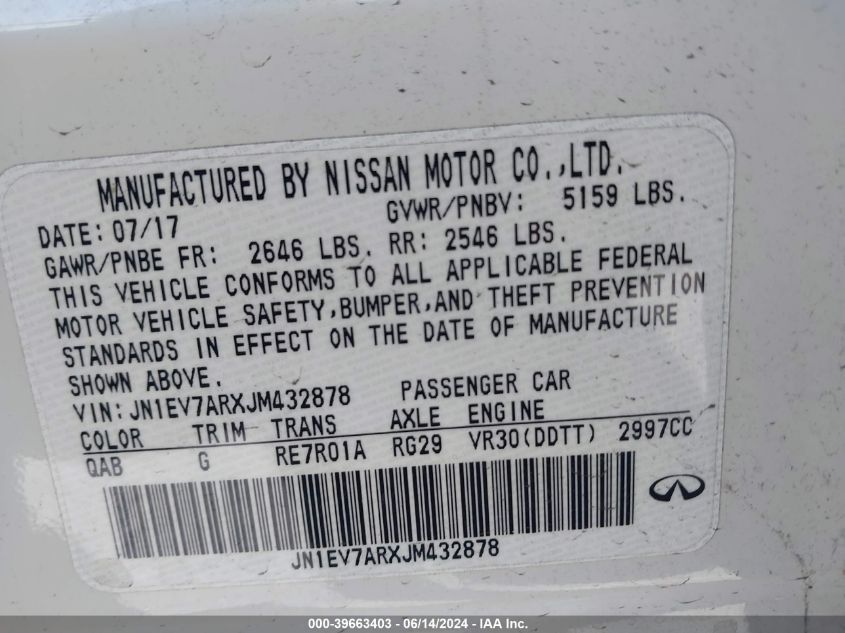 MANUFACTURED BY NISSAN MOTOR CO.,LTD.
DATE: 07/17 GVWR/PNBV: 5159 LBS.
GAWR/PNBE FR: 2646 LBS. RR: 2546 LBS.
THIS VEHICLE CONFORMS TO ALL APPLICABLE FEDERAL
MOTOR VEHICLE SAFETY,BUMPER,AND THEFT PREVENTION
STANDARDS IN EFFECT ON THE DATE OF MANUFACTURE
SHOWN ABOVE.
VIN:JN1EV7ARXJM432878 PASSENGER CAR
COLOR TRIM TRANS AXLE ENGINE
QAB G RE7R01A RG29 VR30(DDTT) 2997CC
JN1EV7ARXJM432878
000-39663403 - 06/14/2024 - IAA Inc.